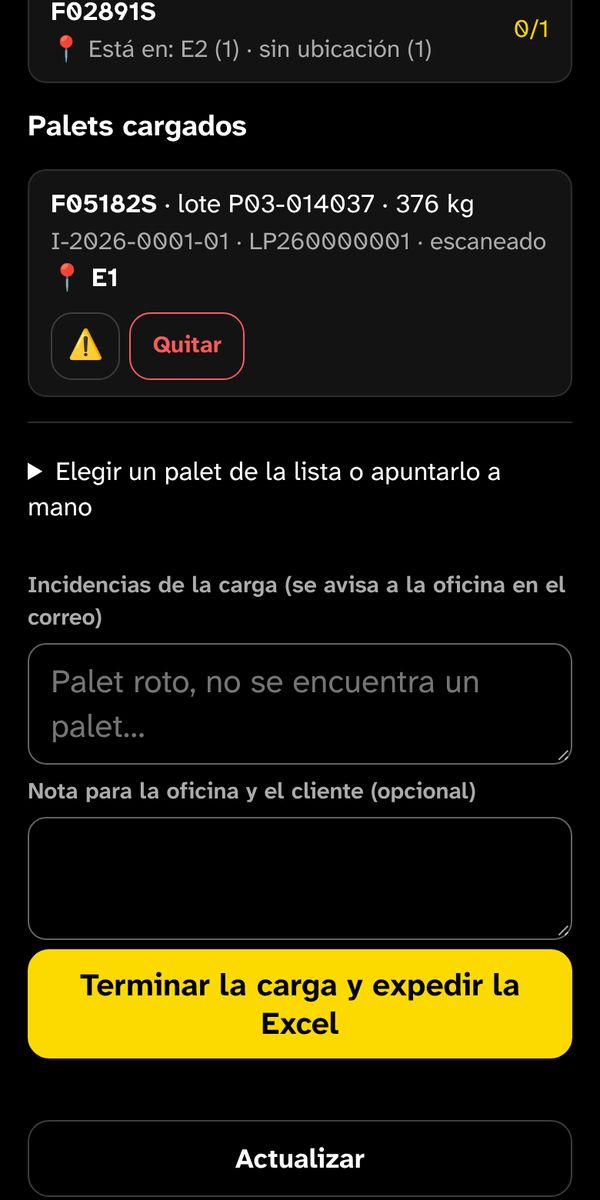 F02891S
📍 Está en: E2 (1) · sin ubicación (1)
0/1
Palets cargados
F05182S · lote P03-014037 · 376 kg
I-2026-0001-01 · LP260000001 · escaneado
📍 E1
⚠️ Quitar
▶ Elegir un palet de la lista o apuntarlo a
mano
Incidencias de la carga (se avisa a la oficina en el
correo)
Palet roto, no se encuentra un
palet...
Nota para la oficina y el cliente (opcional)
Terminar la carga y expedir la
Excel
Actualizar